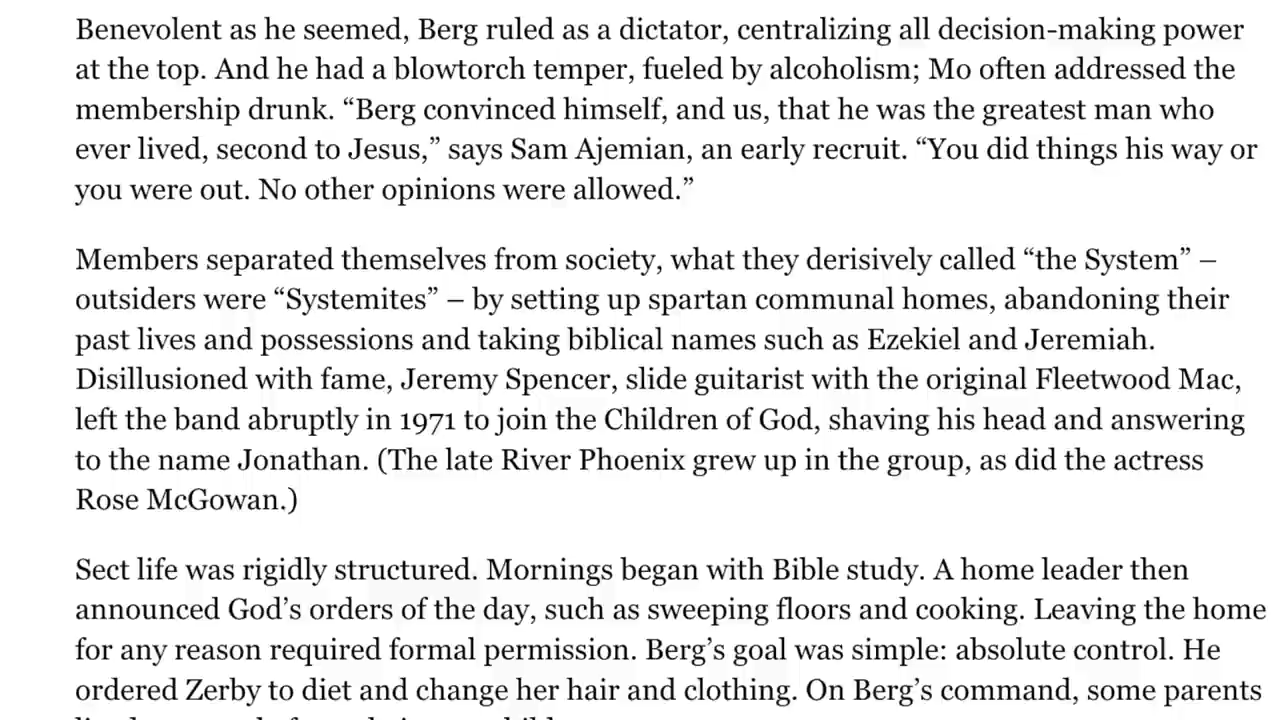 Benevolent as he seemed, Berg ruled as a dictator, centralizing all decision-making power
at the top. And he had a blowtorch temper, fueled by alcoholism; Mo often addressed the
membership drunk. “Berg convinced himself, and us, that he was the greatest man who
ever lived, second to Jesus,” says Sam Ajemian, an early recruit. “You did things his way or
you were out. No other opinions were allowed.”
Members separated themselves from society, what they derisively called “the System” –
outsiders were “Systemites” – by setting up spartan communal homes, abandoning their
past lives and possessions and taking biblical names such as Ezekiel and Jeremiah.
Disillusioned with fame, Jeremy Spencer, slide guitarist with the original Fleetwood Mac,
left the band abruptly in 1971 to join the Children of God, shaving his head and answering
to the name Jonathan. (The late River Phoenix grew up in the group, as did the actress
Rose McGowan.)
Sect life was rigidly structured. Mornings began with Bible study. A home leader then
announced God’s orders of the day, such as sweeping floors and cooking. Leaving the home
for any reason required formal permission. Berg’s goal was simple: absolute control. He
ordered Zerby to diet and change her hair and clothing. On Berg’s command, some parents